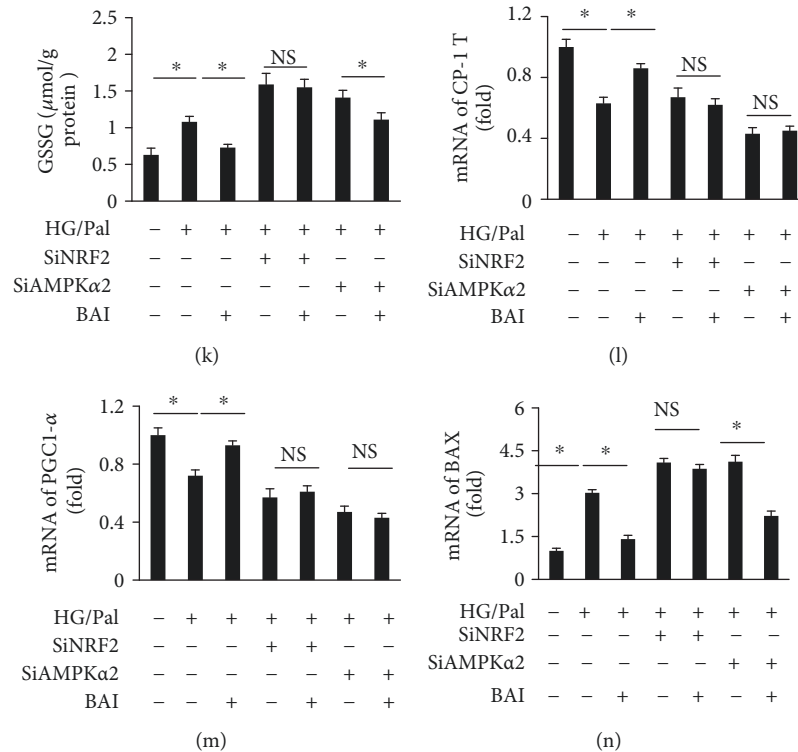 GSSG (μmol/g
protein )
2
1.5
1
0.5
0
* * NS *
HG/Pal – + + + + + +
SiNRF2 – – – + + – –
SiAMPKα2 – – – – – + +
BAI – – + – + – +
(k)
mRNA of CP-1 T
(fold)
1.2
0.8
0.4
0
* * NS NS
HG/Pal – + + + + + +
SiNRF2 – – – + + – –
SiAMPKα2 – – – – – + +
BAI – – + – + – +
(l)
mRNA of PGC1-α
(fold)
1.2
0.8
0.4
0
* * NS NS
HG/Pal – + + + + + +
SiNRF2 – – – + + – –
SiAMPKα2 – – – – – + +
BAI – – + – + – +
(m)
mRNA of BAX
(fold)
6
4.5
3
1.5
0
* * NS *
HG/Pal – + + + + + +
SiNRF2 – – – + + – –
SiAMPKα2 – – – – – + +
BAI – – + – + – +
(n)